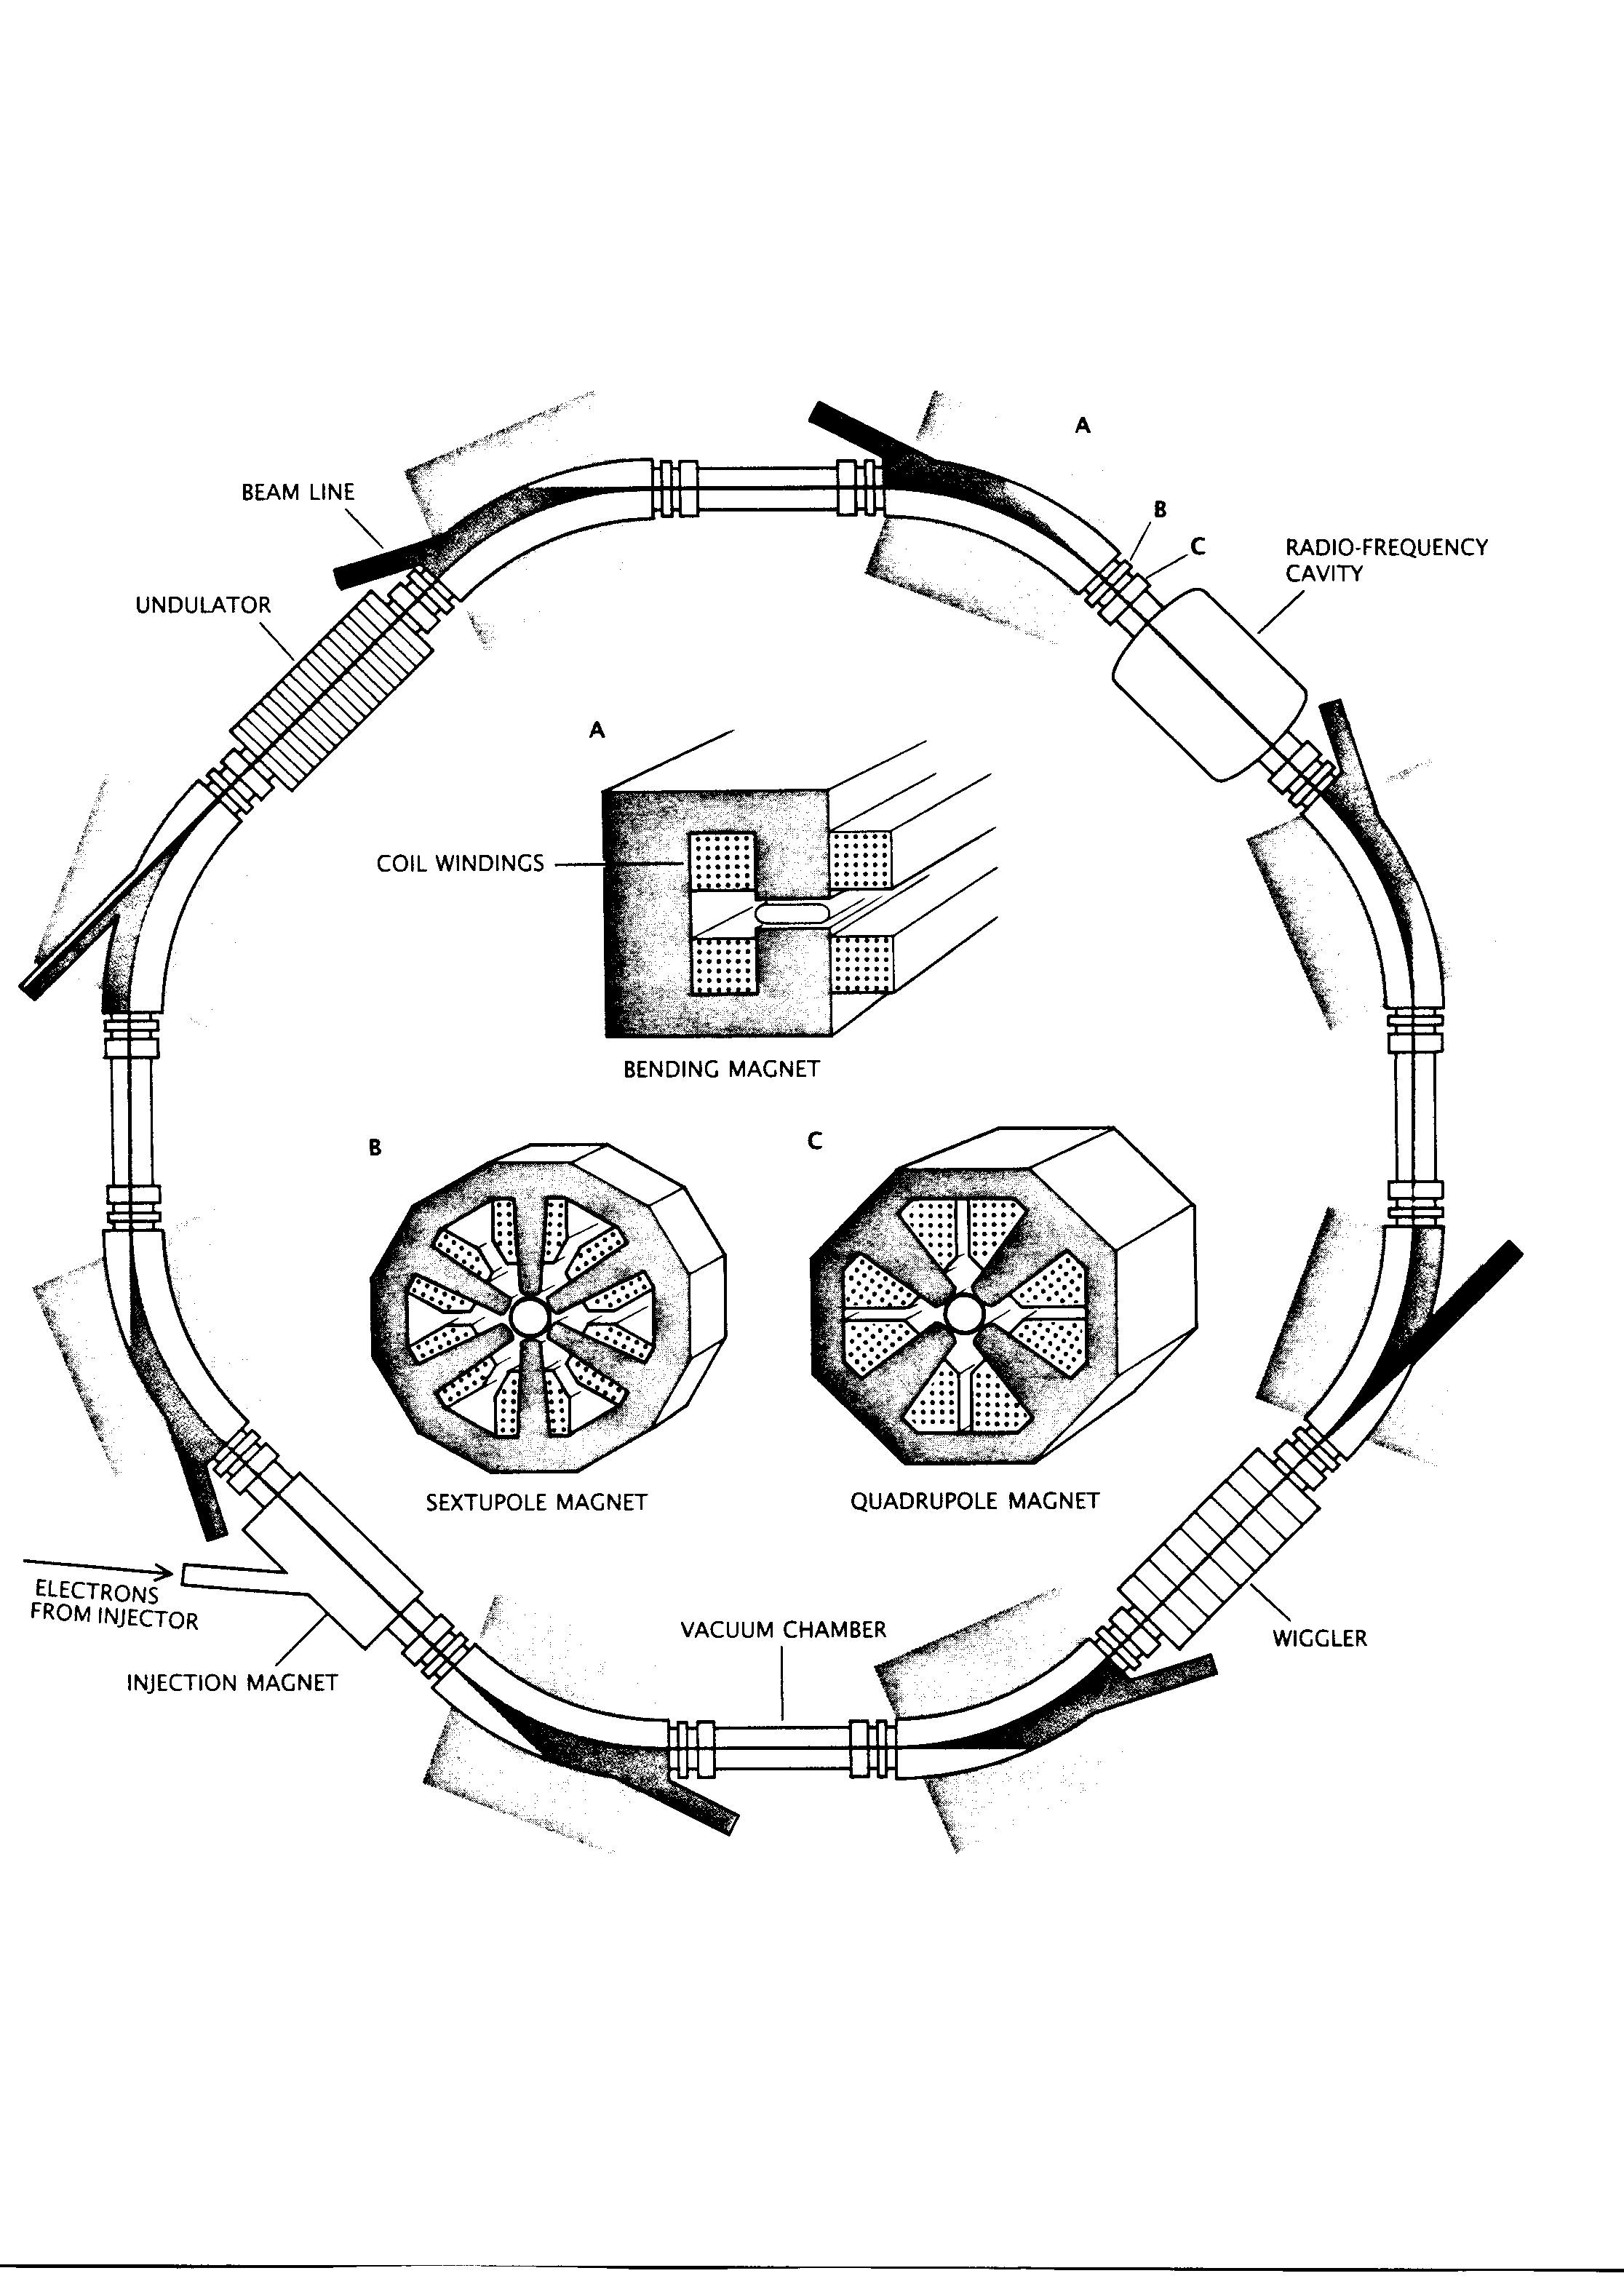 A
BEAM LINE
B
C
RADIO-FREQUENCY
CAVITY
UNDULATOR
A
COIL WINDINGS
BENDING MAGNET
B
C
SEXTUPOLE MAGNET
QUADRUPOLE MAGNET
ELECTRONS
FROM INJECTOR
VACUUM CHAMBER
WIGGLER
INJECTION MAGNET